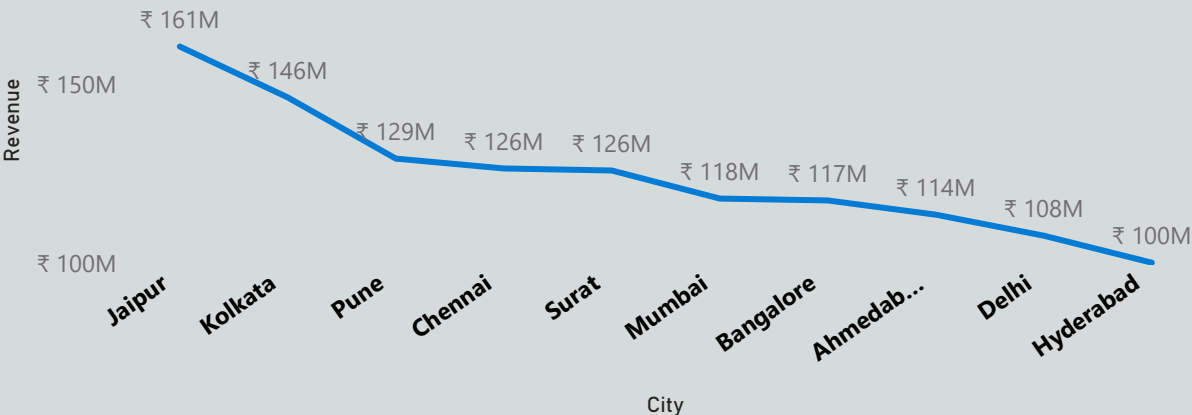 ₹ 161M
₹ 146M
₹ 129M
₹ 126M
₹ 126M
₹ 118M
₹ 117M
₹ 114M
₹ 108M
₹ 100M
Revenue
₹ 150M
₹ 100M
Jaipur
Kolkata
Pune
Chennai
Surat
Mumbai
Bangalore
Ahmedab...
Delhi
Hyderabad
City